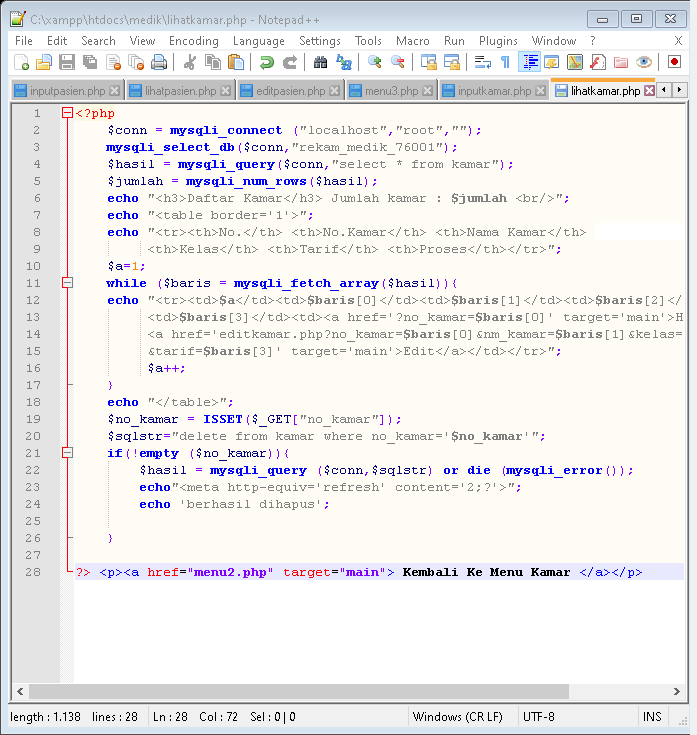 C:\xampp\htdocs\medik\lihatkamar.php - Notepad++
File Edit Search View Encoding Language Settings Tools Macro Run Plugins Window ? X
inputpasien.php lihatpasien.php editpasien.php menu3.php inputkamar.php lihatkamar.php
1 <?php
2 $conn = mysqli_connect ("localhost","root","");
3 mysqli_select_db($conn,"rekam_medik_76001");
4 $hasil = mysqli_query($conn,"select * from kamar");
5 $jumlah = mysqli_num_rows($hasil);
6 echo "<h3>Daftar Kamar</h3> Jumlah kamar : $jumlah <br/>";
7 echo "<table border='1'>";
8 echo "<tr><th>No.</th> <th>No.Kamar</th> <th>Nama Kamar</th>
9 <th>Kelas</th> <th>Tarif</th> <th>Proses</th></tr>";
10 $a=1;
11 while ($baris = mysqli_fetch_array($hasil)){
12 echo "<tr><td>$a</td><td>$baris[0]</td><td>$baris[1]</td><td>$baris[2]</
13 <td>$baris[3]</td><td><a href='?no_kamar=$baris[0]' target='main'>H
14 <a href='editkamar.php?no_kamar=$baris[0]&nm_kamar=$baris[1]&kelas=
15 &tarif=$baris[3]' target='main'>Edit</a></td></tr>";
16 $a++;
17 }
18 echo "</table>";
19 $no_kamar = ISSET($_GET["no_kamar"]);
20 $sqlstr="delete from kamar where no_kamar='$no_kamar'";
21 if(!empty ($no_kamar)){
22 $hasil = mysqli_query ($conn,$sqlstr) or die (mysqli_error());
23 echo"<meta http-equiv='refresh' content='2;?'>";
24 echo 'berhasil dihapus';
25
26 }
27
28 ?> <p><a href="menu2.php" target="main"> Kembali Ke Menu Kamar </a></p>
length : 1.138 lines : 28 Ln : 28 Col : 72 Sel : 0 | 0 Windows (CR LF) UTF-8 INS